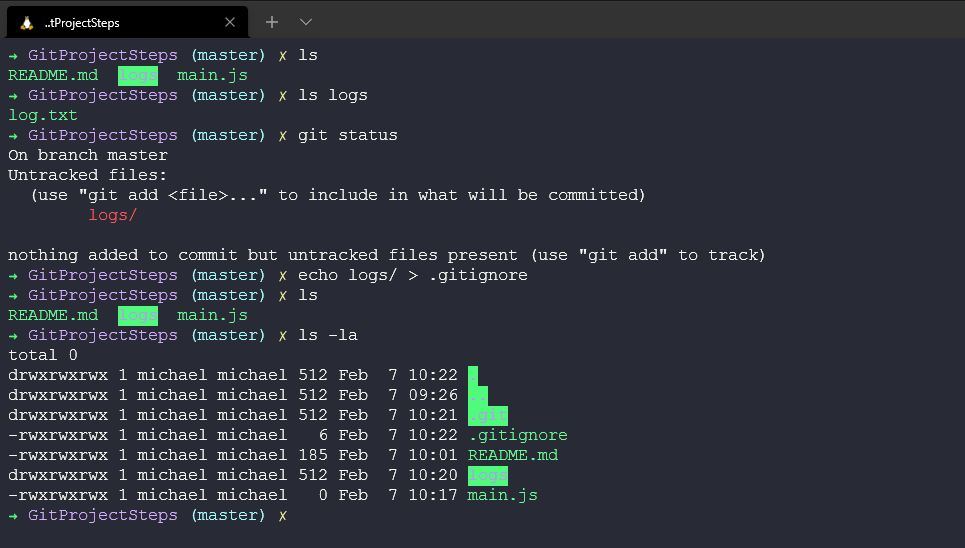 ..tProjectSteps
→ GitProjectSteps (master) ✗ ls
README.md logs main.js
→ GitProjectSteps (master) ✗ ls logs
log.txt
→ GitProjectSteps (master) ✗ git status
On branch master
Untracked files:
  (use "git add <file>..." to include in what will be committed)
        logs/

nothing added to commit but untracked files present (use "git add" to track)
→ GitProjectSteps (master) ✗ echo logs/ > .gitignore
→ GitProjectSteps (master) ✗ ls
README.md logs main.js
→ GitProjectSteps (master) ✗ ls -la
total 0
drwxrwxrwx 1 michael michael 512 Feb  7 10:22 .
drwxrwxrwx 1 michael michael 512 Feb  7 09:26 ..
drwxrwxrwx 1 michael michael 512 Feb  7 10:21 .git
-rwxrwxrwx 1 michael michael   6 Feb  7 10:22 .gitignore
-rwxrwxrwx 1 michael michael 185 Feb  7 10:01 README.md
drwxrwxrwx 1 michael michael 512 Feb  7 10:20 logs
-rwxrwxrwx 1 michael michael   0 Feb  7 10:17 main.js
→ GitProjectSteps (master) ✗